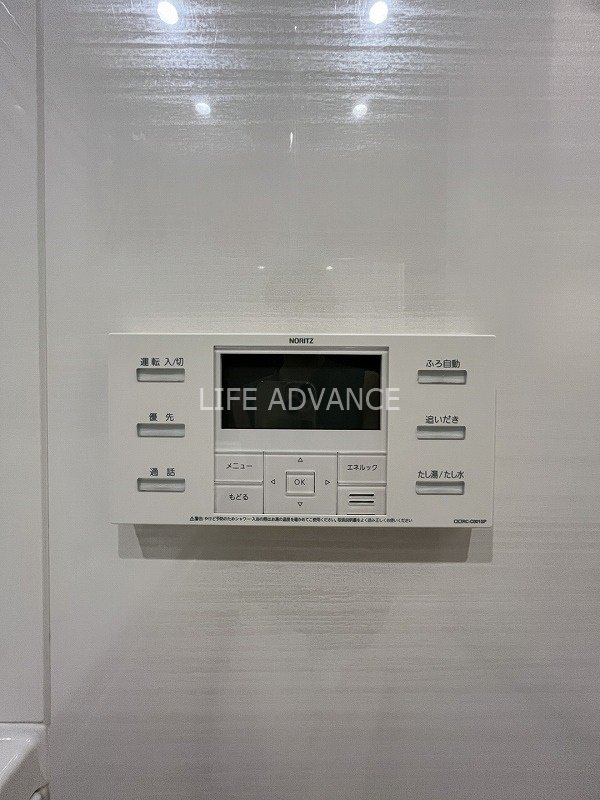 NORITZ
運転 入/切
ふろ自動
LIFE ADVANCE
優先
追いだき
通話
メニュー
エネルック
たし湯/たし水
OK
もどる